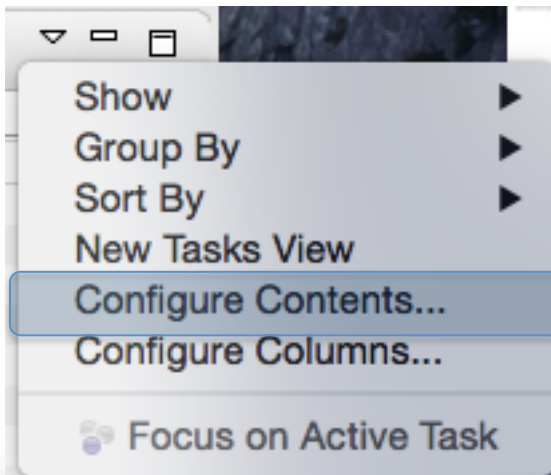 Show
Group By
Sort By
New Tasks View
Configure Contents...
Configure Columns...
Focus on Active Task